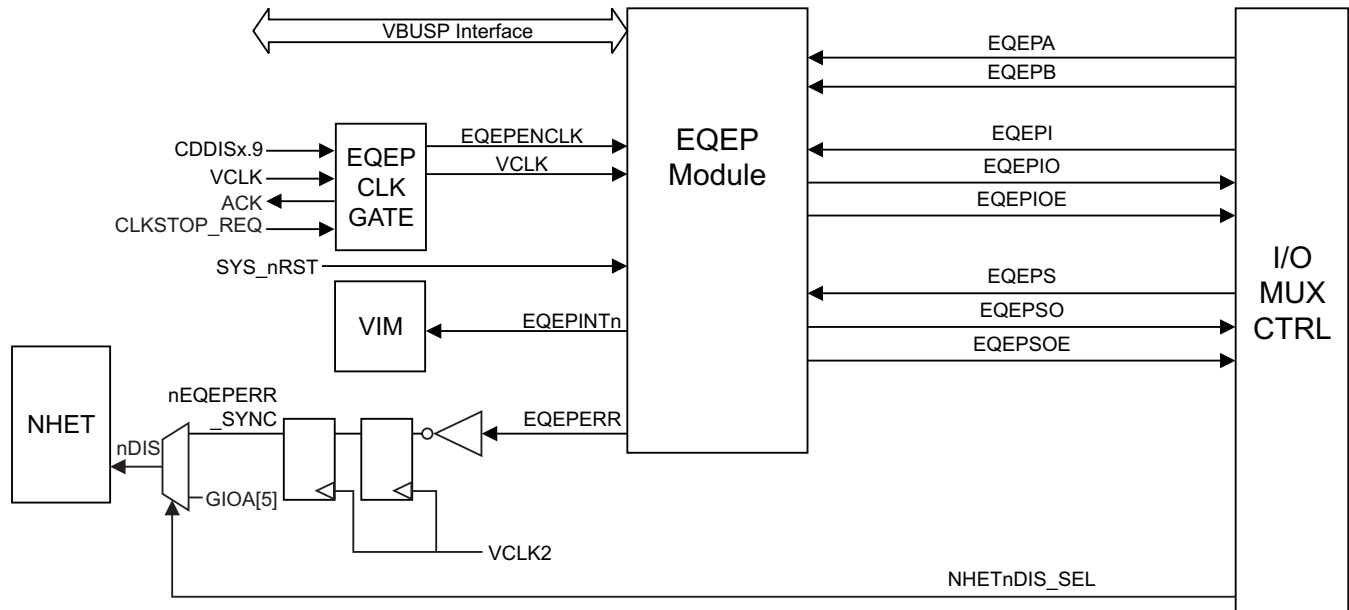 VBUSP Interface
EQEPA
EQEPB
EQEPENCLK
EQEPI
CDDISx.9
EQEP
CLK
GATE
VCLK
EQEP
Module
EQEPIO
VCLK
ACK
EQEPIOE
CLKSTOP_REQ
SYS_nRST
EQEPS
I/O
MUX
CTRL
VIM
EQEPINTn
EQEPSO
EQEPSOE
NHET
nEQEPERR
_SYNC
EQEPERR
nDIS
GIOA[5]
VCLK2
NHETnDIS_SEL